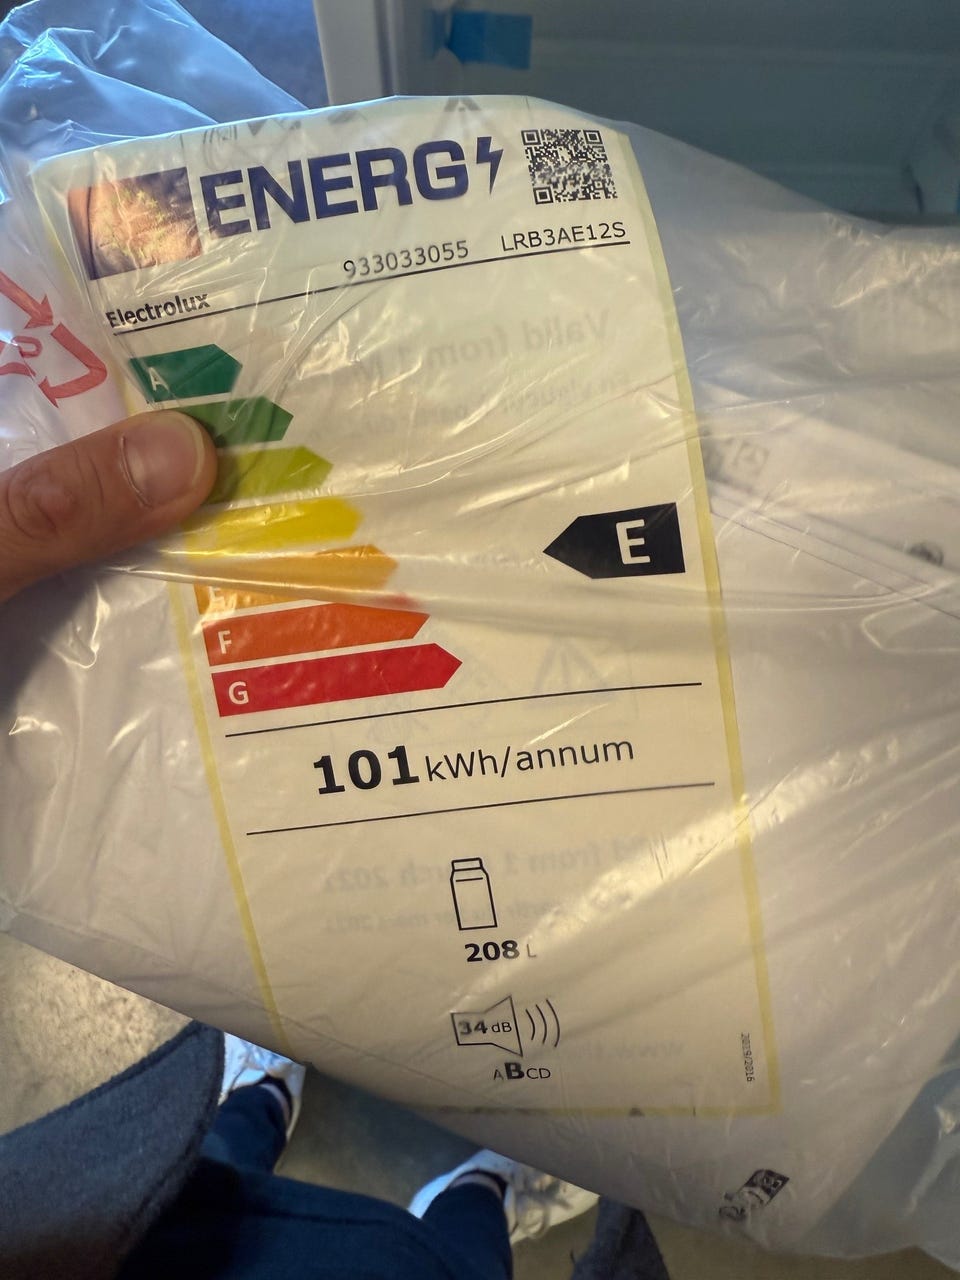 ENERG
933033055 LRB3AE12S
Electrolux
A
E
E
F
G
101 kWh/annum
208 L
34 dB
ABCD
2019/2016